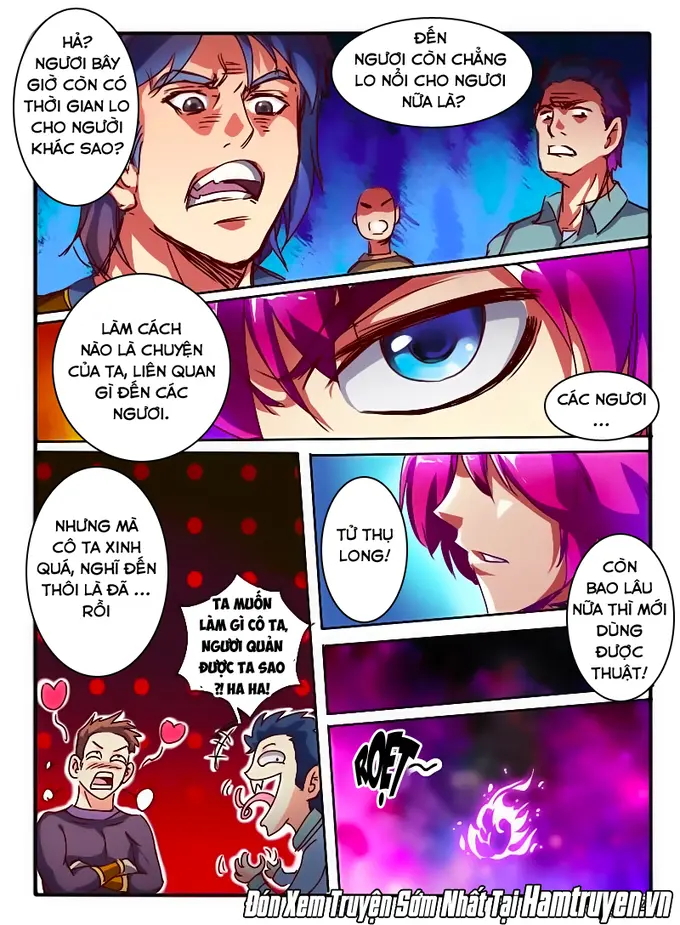 HẢ?
NGƯƠI BÂY
GIỜ CÒN CÓ
THỜI GIAN LO
CHO NGƯỜI
KHÁC SAO?
ĐẾN
NGƯƠI CÒN CHẲNG
LO NỔI CHO NGƯƠI
NỮA LÀ?
LÀM CÁCH
NÀO LÀ CHUYỆN
CỦA TA, LIÊN QUAN
GÌ ĐẾN CÁC
NGƯƠI.
CÁC NGƯƠI
...
NHƯNG MÀ
CÔ TA XINH
QUÁ, NGHĨ ĐẾN
THÔI LÀ ĐÃ ...
RỒI
TA MUỐN
LÀM GÌ CÔ TA,
NGƯỜI QUẢN
ĐƯỢC TA SAO
?! HA HA!
TỬ THỤ
LONG!
CÒN
BAO LÂU
NỮA THÌ MỚI
DÙNG
ĐƯỢC
THUẬT!
ROẸT~
Đón Xem Truyện Sớm Nhất Tại Hamtruyen.vn